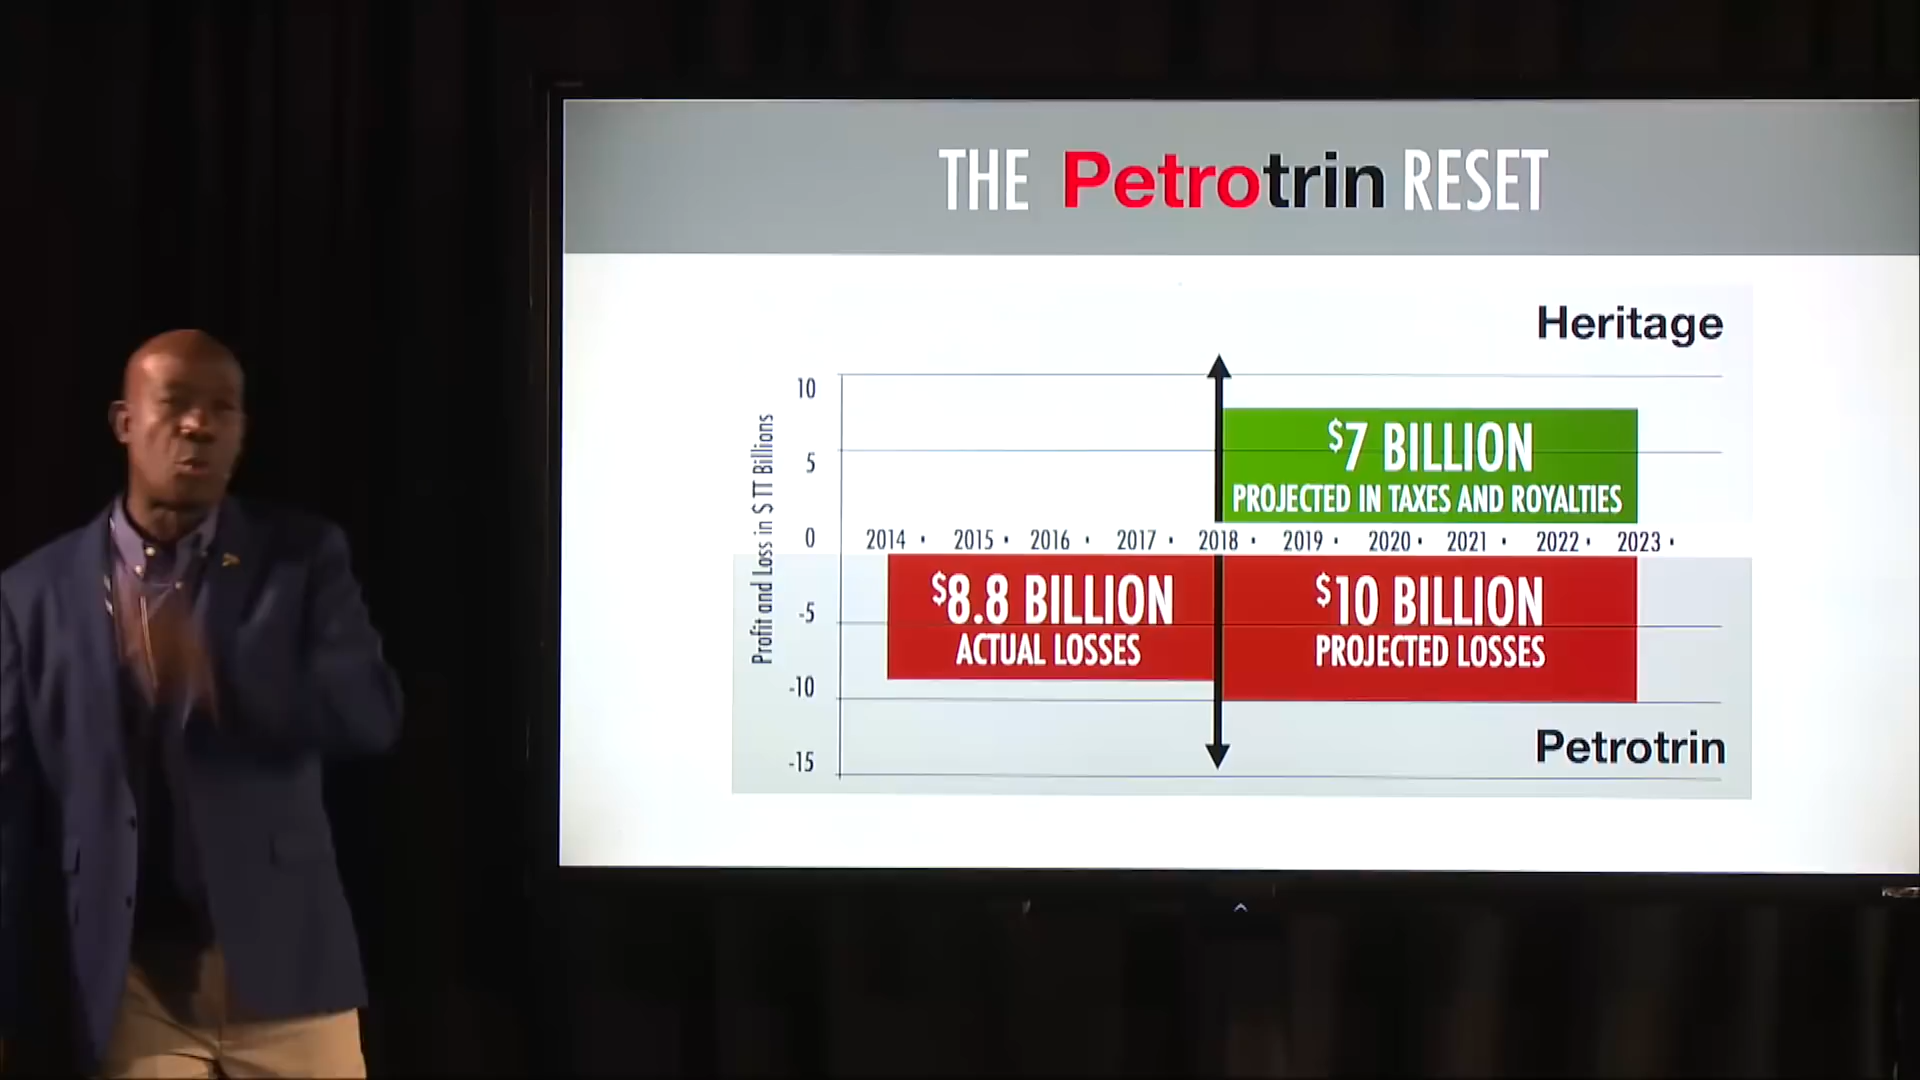 THE Petrotrin RESET
Heritage
Profit and Loss in $ TT Billions
10
5
0
-5
-10
-15
$7 BILLION
PROJECTED IN TAXES AND ROYALTIES
2014 · 2015 · 2016 · 2017 · 2018 · 2019 · 2020 · 2021 · 2022 · 2023 ·
$8.8 BILLION
ACTUAL LOSSES
$10 BILLION
PROJECTED LOSSES
Petrotrin